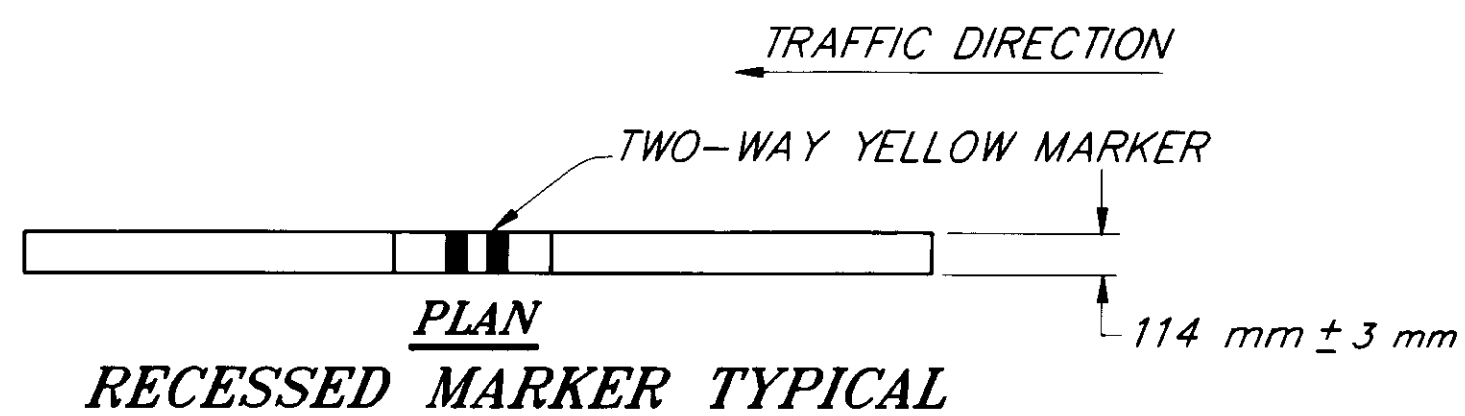 TRAFFIC DIRECTION
TWO-WAY YELLOW MARKER
114 mm ± 3 mm
PLAN
RECESSED MARKER TYPICAL